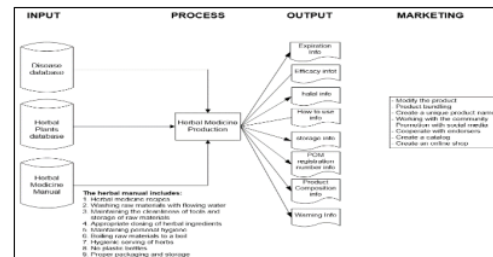 INPUT
PROCESS
OUTPUT
MARKETING
Disease
database
Herbal
Plants
database
Herbal
Medicine
Manual
Herbal Medicine
Production
Expiration
Info
Efficacy infot
halal info
How to use
info
storage info
POM
registration
number info
Product
Composition
info
Warning Info
- Modify the product
- Product bundling
- Create a unique product name
- Working with the community
- Promotion with social media
- Cooperate with endorsers
- Create a catalog
- Create an online shop
The herbal manual includes:
1 Herbal medicine recipes
2 Washing raw materials with flowing water
3 Maintaining the cleanliness of tools and
storage of raw materials
4 Appropriate dosing of herbal ingredients
5 Maintaining personal hygiene
6 Boiling raw materials to a boil
7 Hygienic serving of herbs
8 No plastic bottles
9 Proper packaging and storage